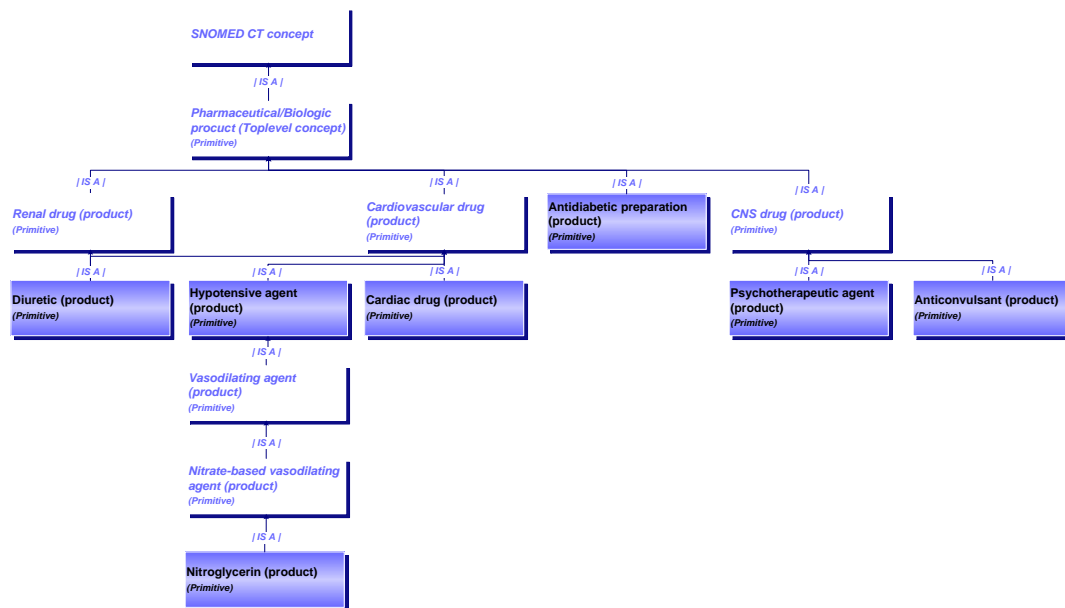 SNOMED CT concept
| IS A |
Pharmaceutical/Biologic
procuct (Toplevel concept)
(Primitive)
| IS A |
| IS A |
| IS A |
| IS A |
Renal drug (product)
(Primitive)
Cardiovascular drug
(product)
(Primitive)
Antidiabetic preparation
(product)
(Primitive)
CNS drug (product)
(Primitive)
| IS A |
| IS A |
| IS A |
| IS A |
| IS A |
Diuretic (product)
(Primitive)
Hypotensive agent
(product)
(Primitive)
Cardiac drug (product)
(Primitive)
Psychotherapeutic agent
(product)
(Primitive)
Anticonvulsant (product)
(Primitive)
| IS A |
Vasodilating agent
(product)
(Primitive)
| IS A |
Nitrate-based vasodilating
agent (product)
(Primitive)
| IS A |
Nitroglycerin (product)
(Primitive)